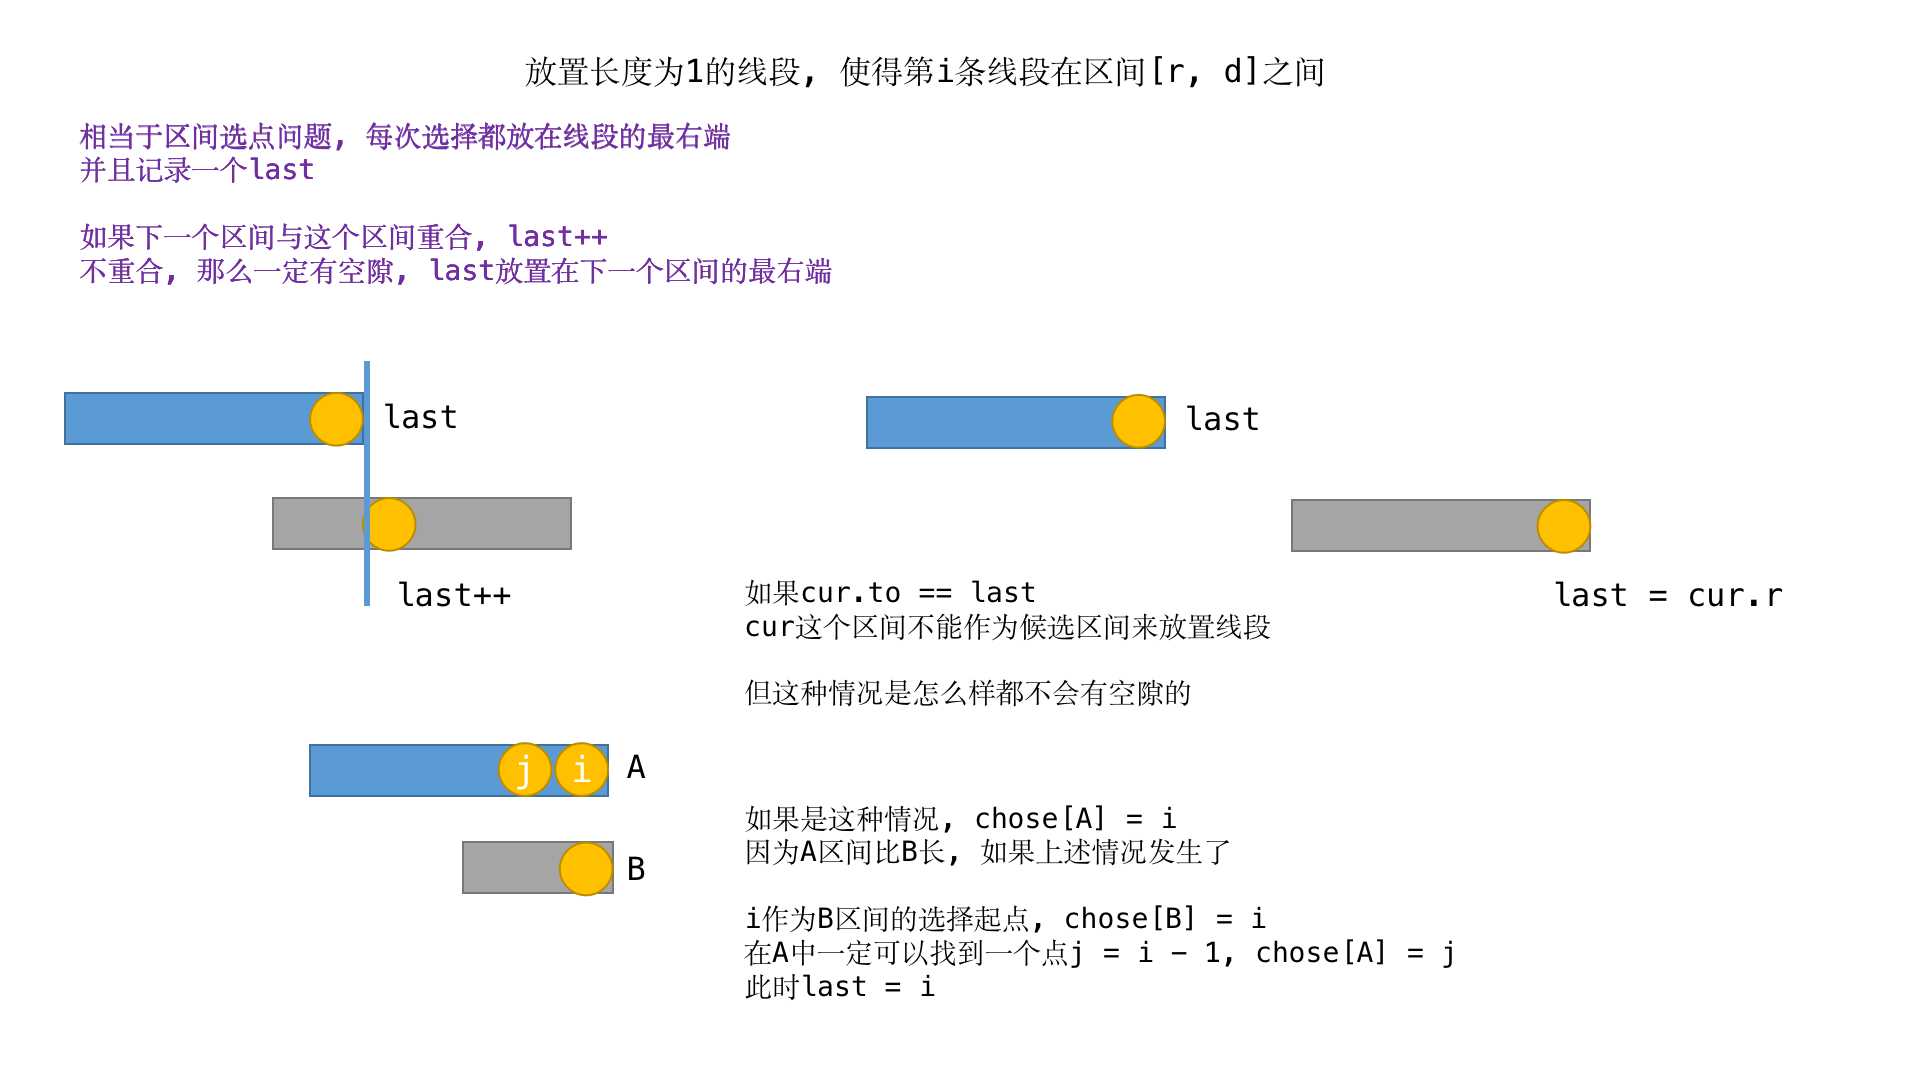 放置长度为1的线段, 使得第i条线段在区间[r, d]之间
相当于区间选点问题, 每次选择都放在线段的最右端
并且记录一个last
如果下一个区间与这个区间重合, last++
不重合, 那么一定有空隙, last放置在下一个区间的最右端
last
last
last++
last = cur.r
如果cur.to == last
cur这个区间不能作为候选区间来放置线段
但这种情况是怎么样都不会有空隙的
j i A
B
如果是这种情况, chose[A] = i
因为A区间比B长, 如果上述情况发生了
i作为B区间的选择起点, chose[B] = i
在A中一定可以找到一个点j = i - 1, chose[A] = j
此时last = i